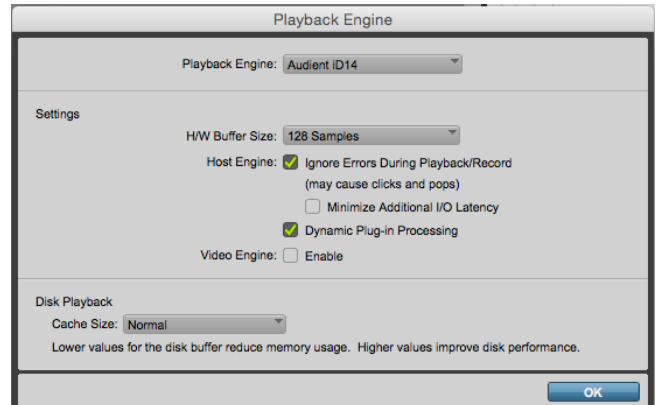 Playback Engine
Playback Engine: Audient iD14
Settings
H/W Buffer Size: 128 Samples
Host Engine: Ignore Errors During Playback/Record
(may cause clicks and pops)
Minimize Additional I/O Latency
Dynamic Plug-in Processing
Video Engine: Enable
Disk Playback
Cache Size: Normal
Lower values for the disk buffer reduce memory usage. Higher values improve disk performance.
OK